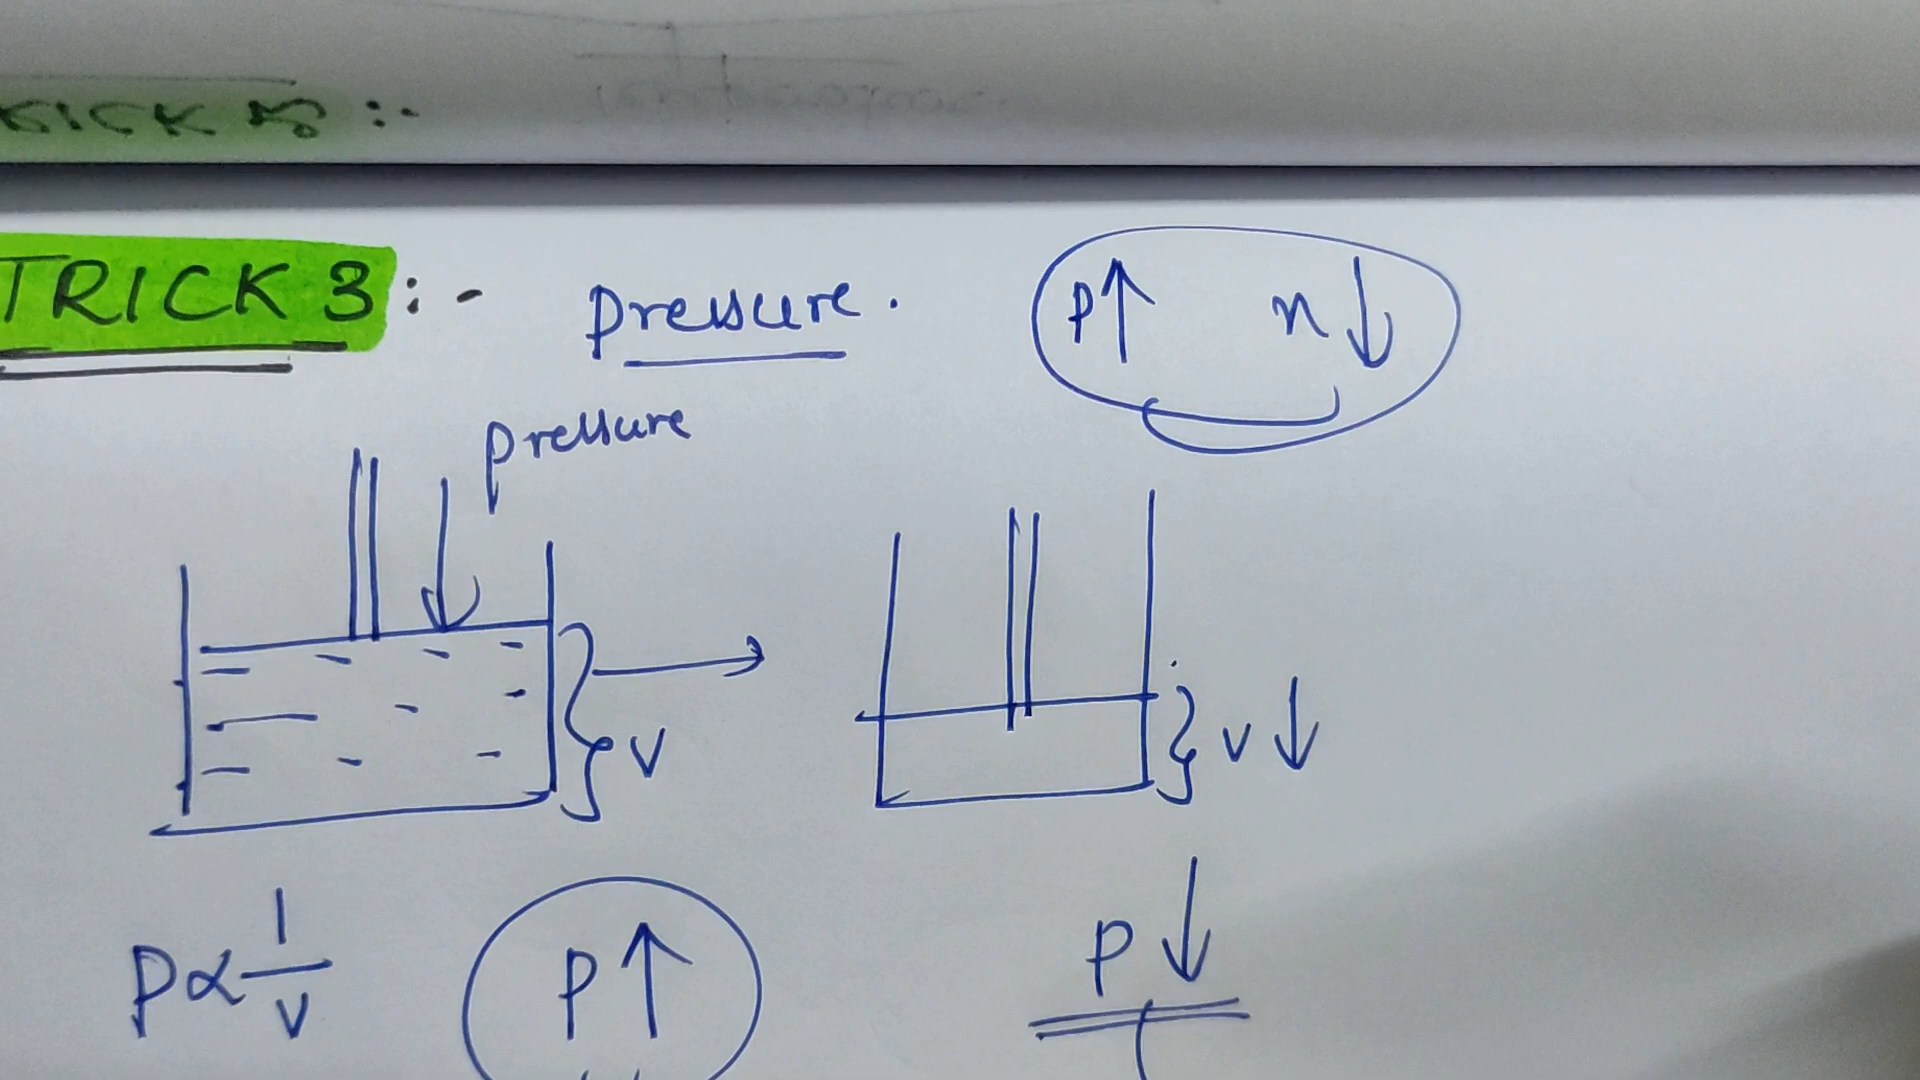 TRICK 3 :- Pressure. P↑ n↓
pressure
V
V↓
P∝1/V P↑ P↓